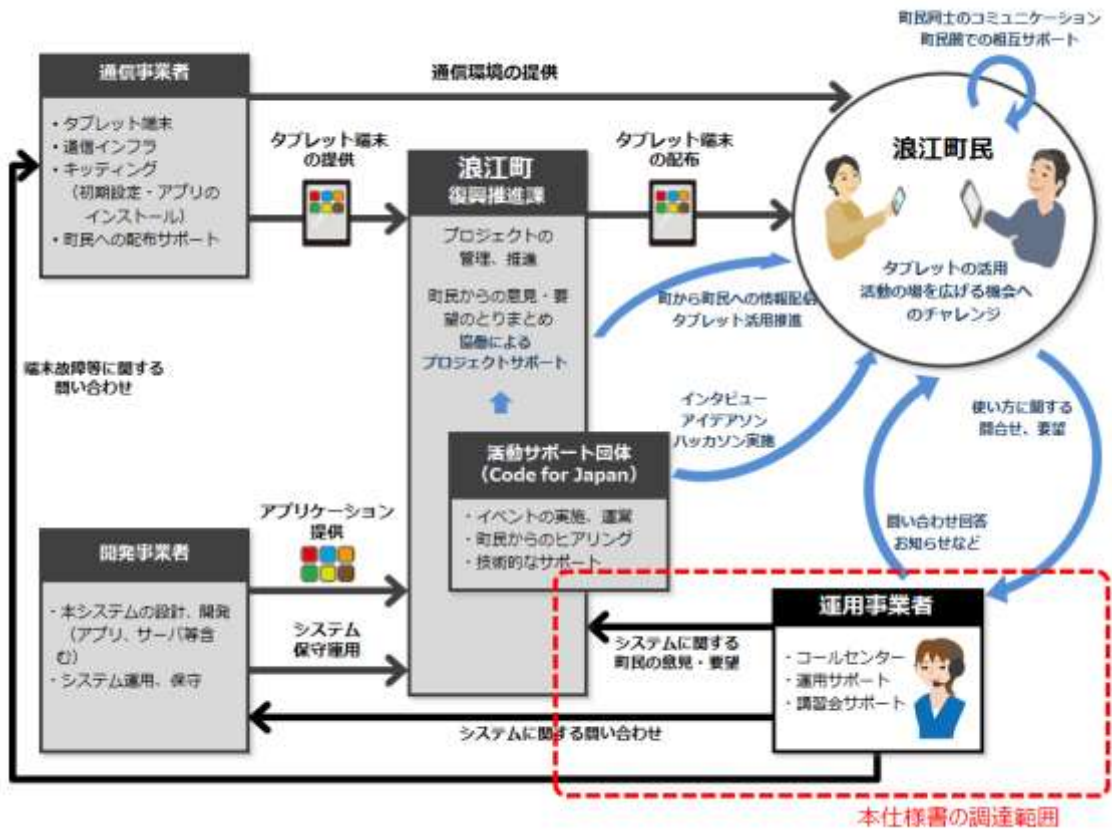 町民同士のコミュニケーション
町民間での相互サポート
通信事業者
・タブレット端末
・通信インフラ
・キッティング
（初期設定・アプリの
インストール）
・町民への配布サポート
通信環境の提供
タブレット端末
の提供
浪江町
復興推進課
プロジェクトの
管理、推進
町民からの意見・要
望のとりまとめ
協働による
プロジェクトサポート
タブレット端末
の配布
浪江町民
タブレットの活用
活動の場を広げる機会へ
のチャレンジ
町から町民への情報配信
タブレット活用推進
端末故障等に関する
問い合わせ
インタビュー
アイデアソン
ハッカソン実施
使い方に関する
問合せ、要望
活動サポート団体
（Code for Japan）
・イベントの実施、運営
・町民からのヒアリング
・技術的なサポート
問い合わせ回答
お知らせなど
アプリケーション
提供
開発事業者
・本システムの設計、開発
（アプリ、サーバ等含
む）
・システム運用、保守
システム
保守運用
システムに関する
町民の意見・要望
運用事業者
・コールセンター
・運用サポート
・講習会サポート
システムに関する問い合わせ
本仕様書の調達範囲